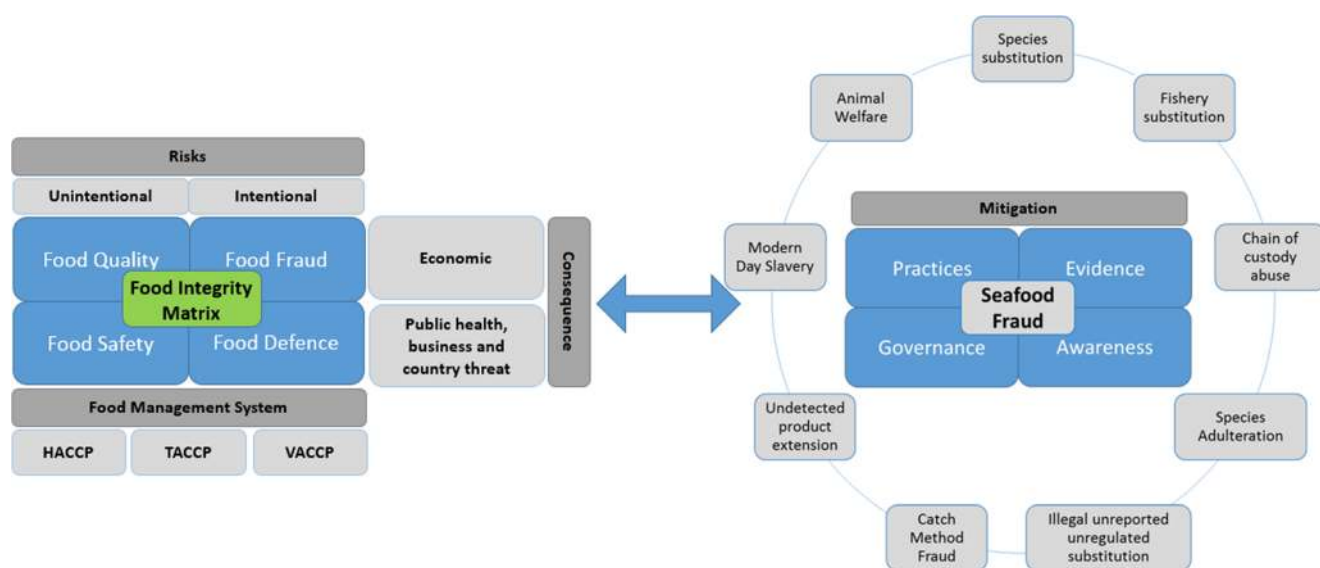 Risks
Unintentional
Intentional
Food Quality
Food Fraud
Food Integrity
Matrix
Food Safety
Food Defence
Economic
Public health,
business and
country threat
Consequence
Food Management System
HACCP
TACCP
VACCP
Species
substitution
Fishery
substitution
Chain of
custody
abuse
Species
Adulteration
Illegal unreported
unregulated
substitution
Catch
Method
Fraud
Undetected
product
extension
Modern
Day Slavery
Animal
Welfare
Mitigation
Practices
Evidence
Seafood
Fraud
Governance
Awareness